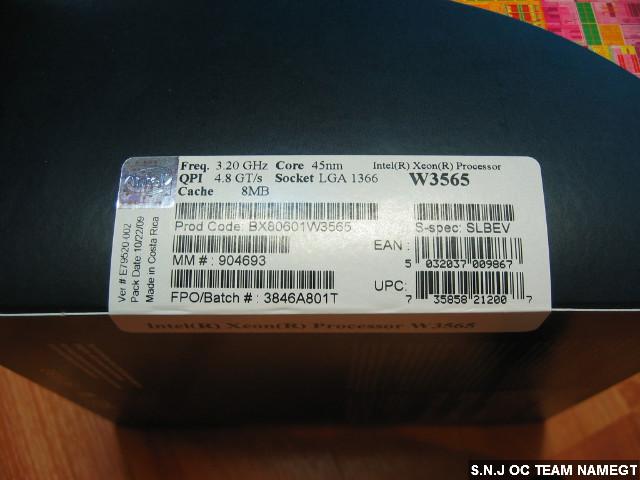 Freq. 3.20 GHz Core 45nm Intel(R) Xeon(R) Processor
QPI 4.8 GT/s Socket LGA 1366 W3565
Cache 8MB
intel
Prod Code: BX80601W3565 S-spec: SLBEV
EAN :
5 032037 009867
MM # : 904693
UPC:
7 35858 21200 7
FPO/Batch # : 3846A801T
Ver # E79520-002
Pack Date 10/22/09
Made in Costa Rica
Intel(R) Xeon(R) Processor W3565
S.N.J OC TEAM NAMEGT